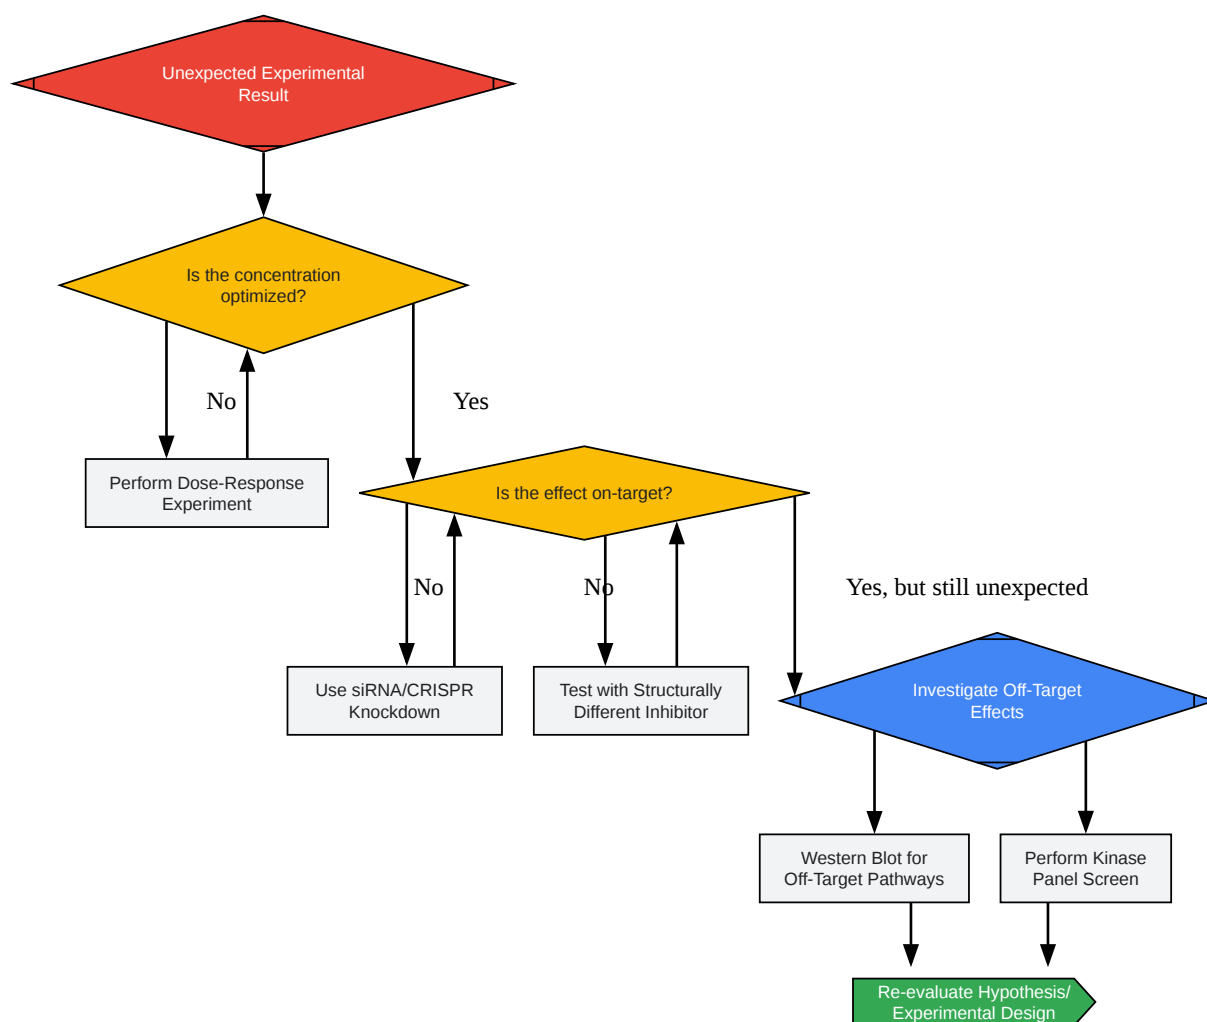 Unexpected Experimental
Result
Is the concentration
optimized?
No
Yes
Perform Dose-Response
Experiment
Is the effect on-target?
No
No
Yes, but still unexpected
Use siRNA/CRISPR
Knockdown
Test with Structurally
Different Inhibitor
Investigate Off-Target
Effects
Western Blot for
Off-Target Pathways
Perform Kinase
Panel Screen
Re-evaluate Hypothesis/
Experimental Design